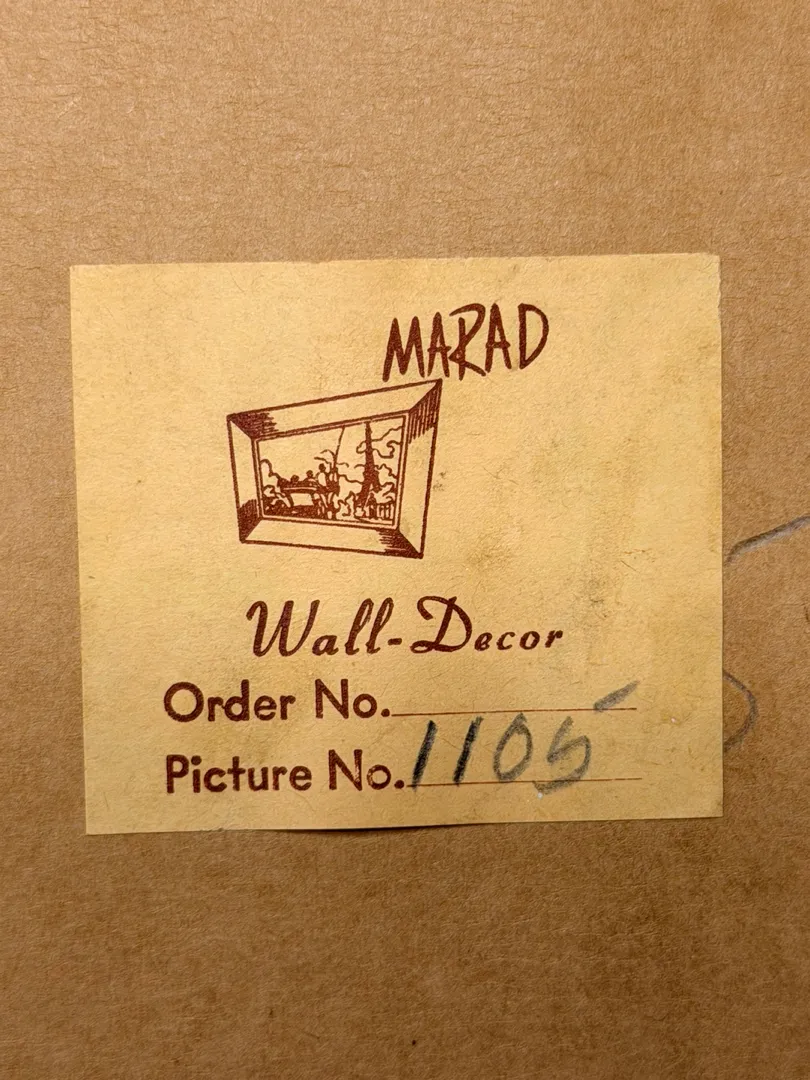 MARAD
Wall-Decor
Order No.
Picture No. 1105